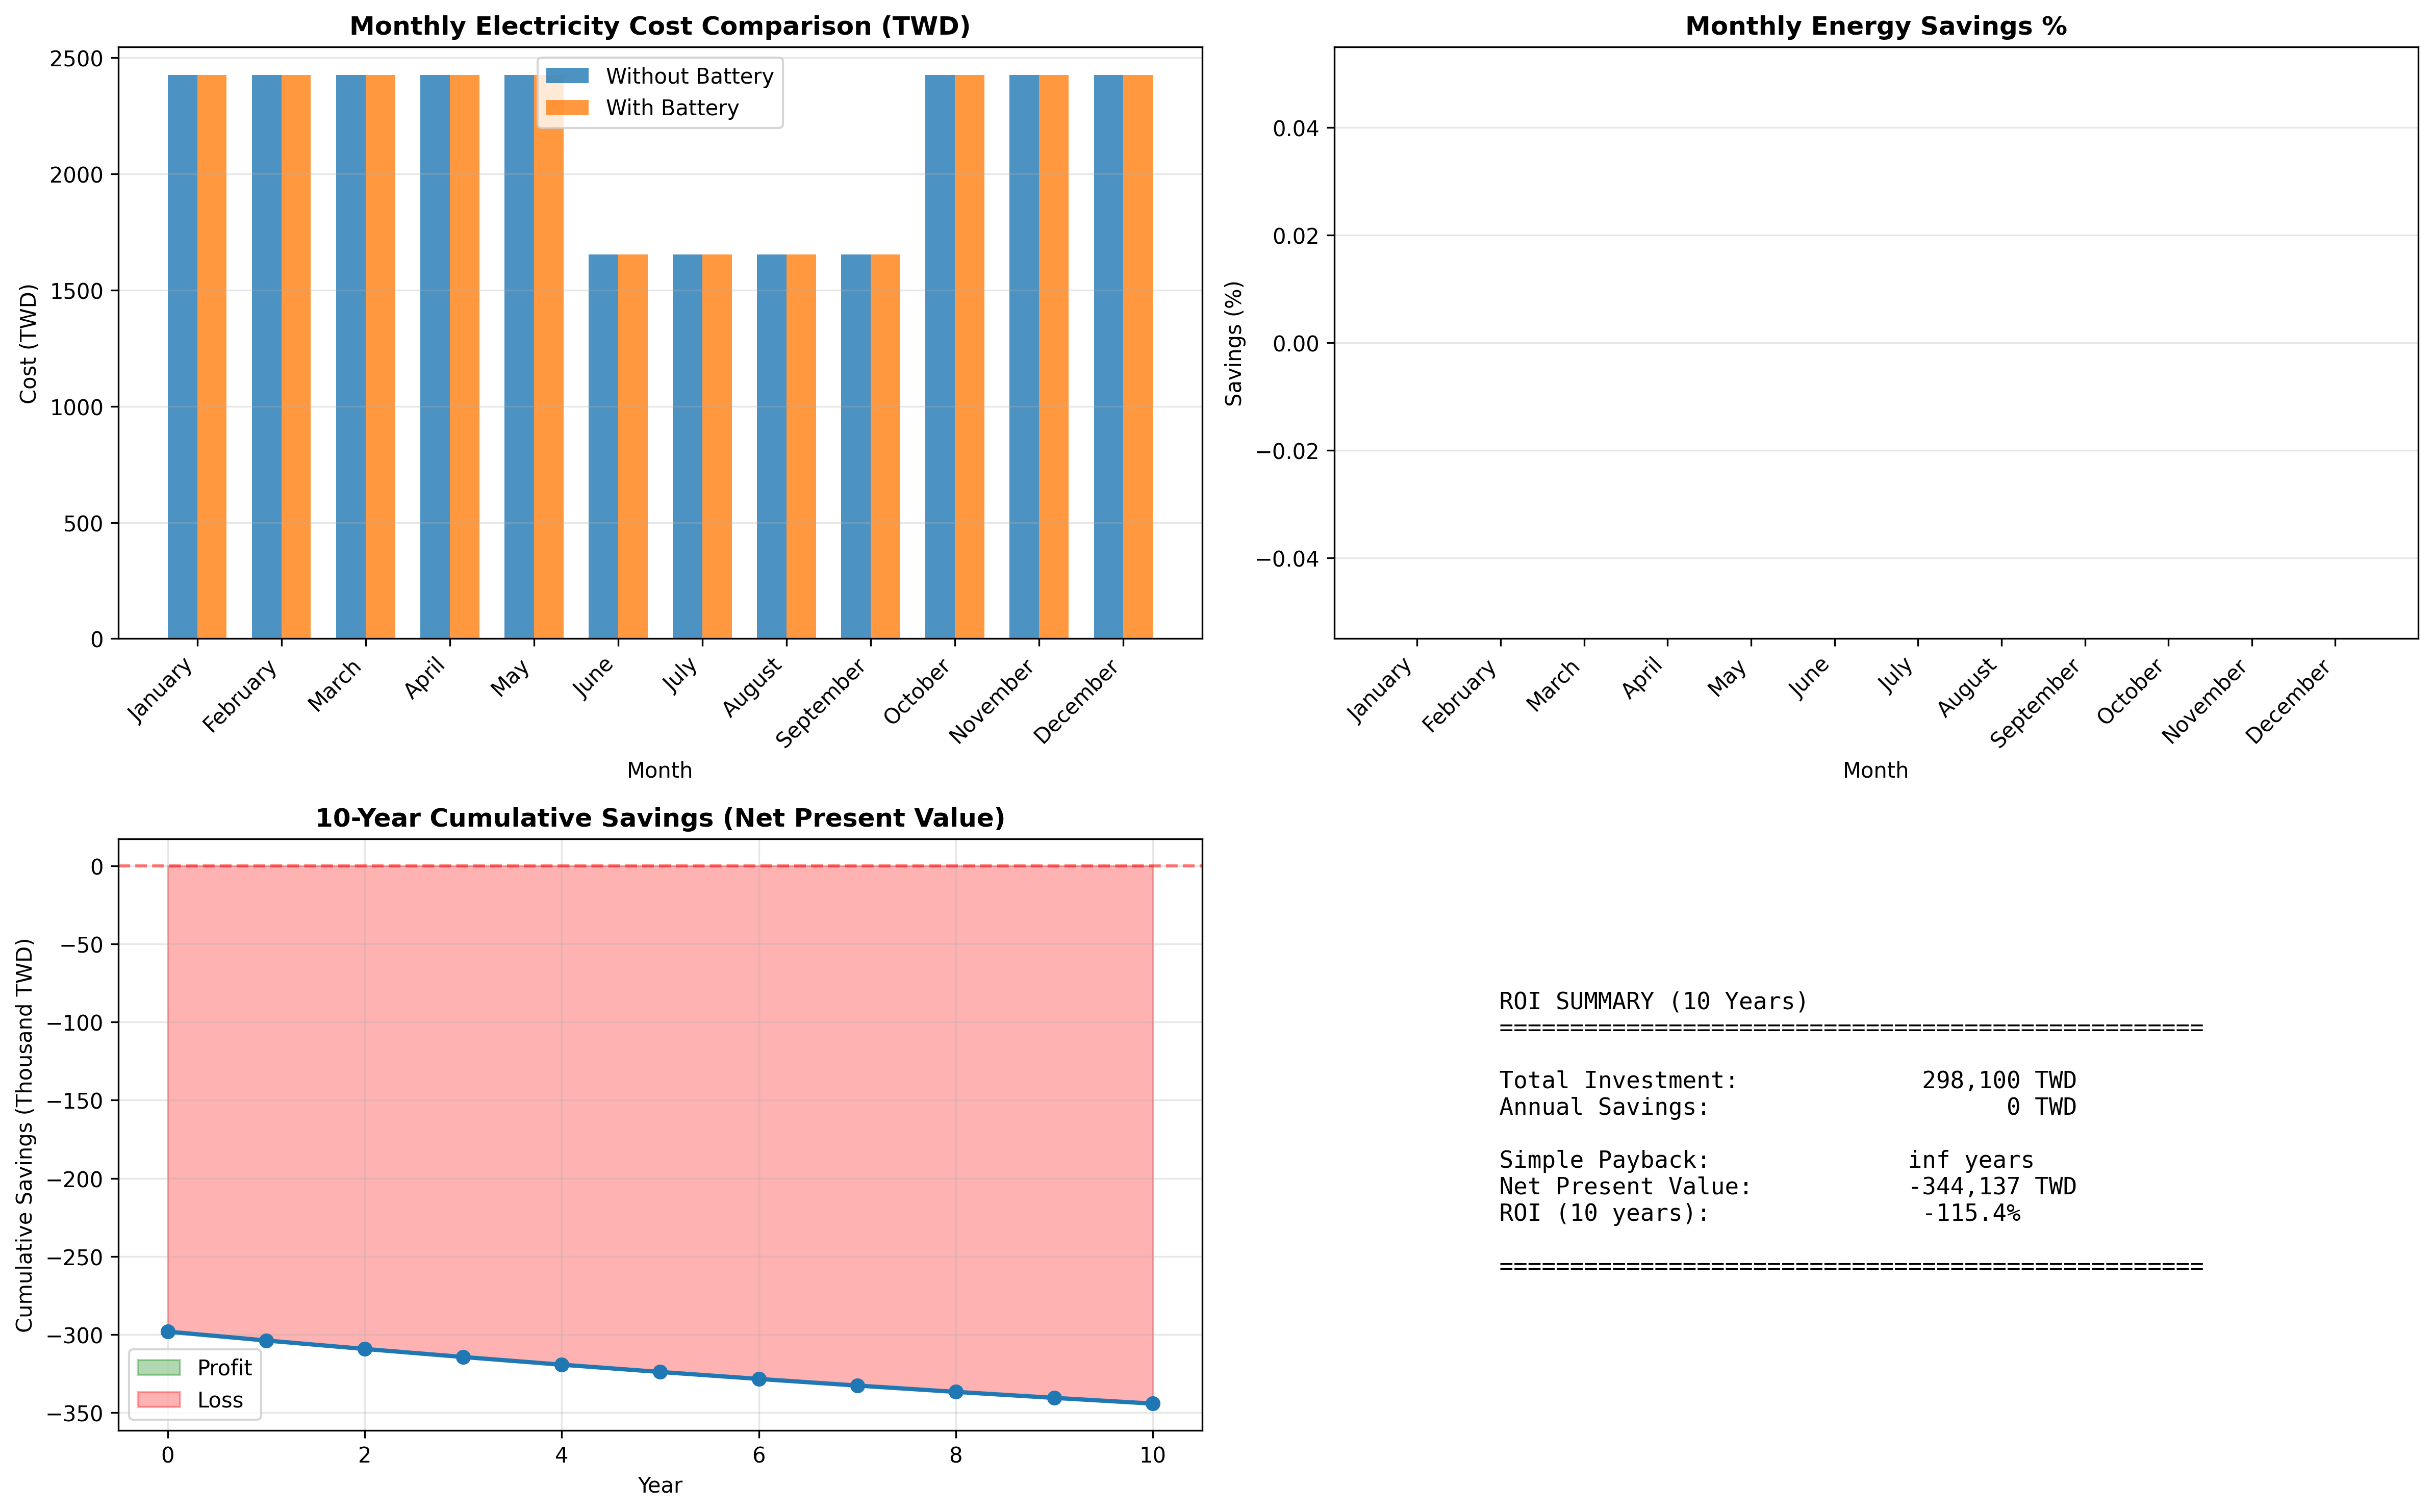 Monthly Electricity Cost Comparison (TWD)
2500
2000
1500
1000
500
0
Cost (TWD)
Without Battery
With Battery
January
February
March
April
May
June
July
August
September
October
November
December
Month
Monthly Energy Savings %
0.04
0.02
0.00
−0.02
−0.04
Savings (%)
January
February
March
April
May
June
July
August
September
October
November
December
Month
10-Year Cumulative Savings (Net Present Value)
0
−50
−100
−150
−200
−250
−300
−350
Cumulative Savings (Thousand TWD)
Profit
Loss
0 2 4 6 8 10
Year
ROI SUMMARY (10 Years)
==================================================
Total Investment: 298,100 TWD
Annual Savings: 0 TWD
Simple Payback: inf years
Net Present Value: -344,137 TWD
ROI (10 years): -115.4%
==================================================